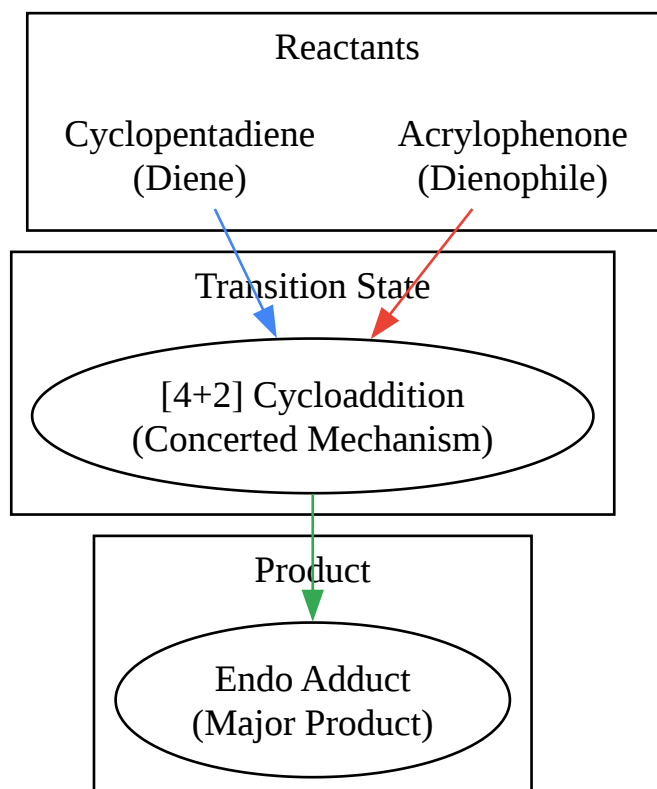 Reactants
Cyclopentadiene
(Diene)
Acrylophenone
(Dienophile)
Transition State
[4+2] Cycloaddition
(Concerted Mechanism)
Product
Endo Adduct
(Major Product)